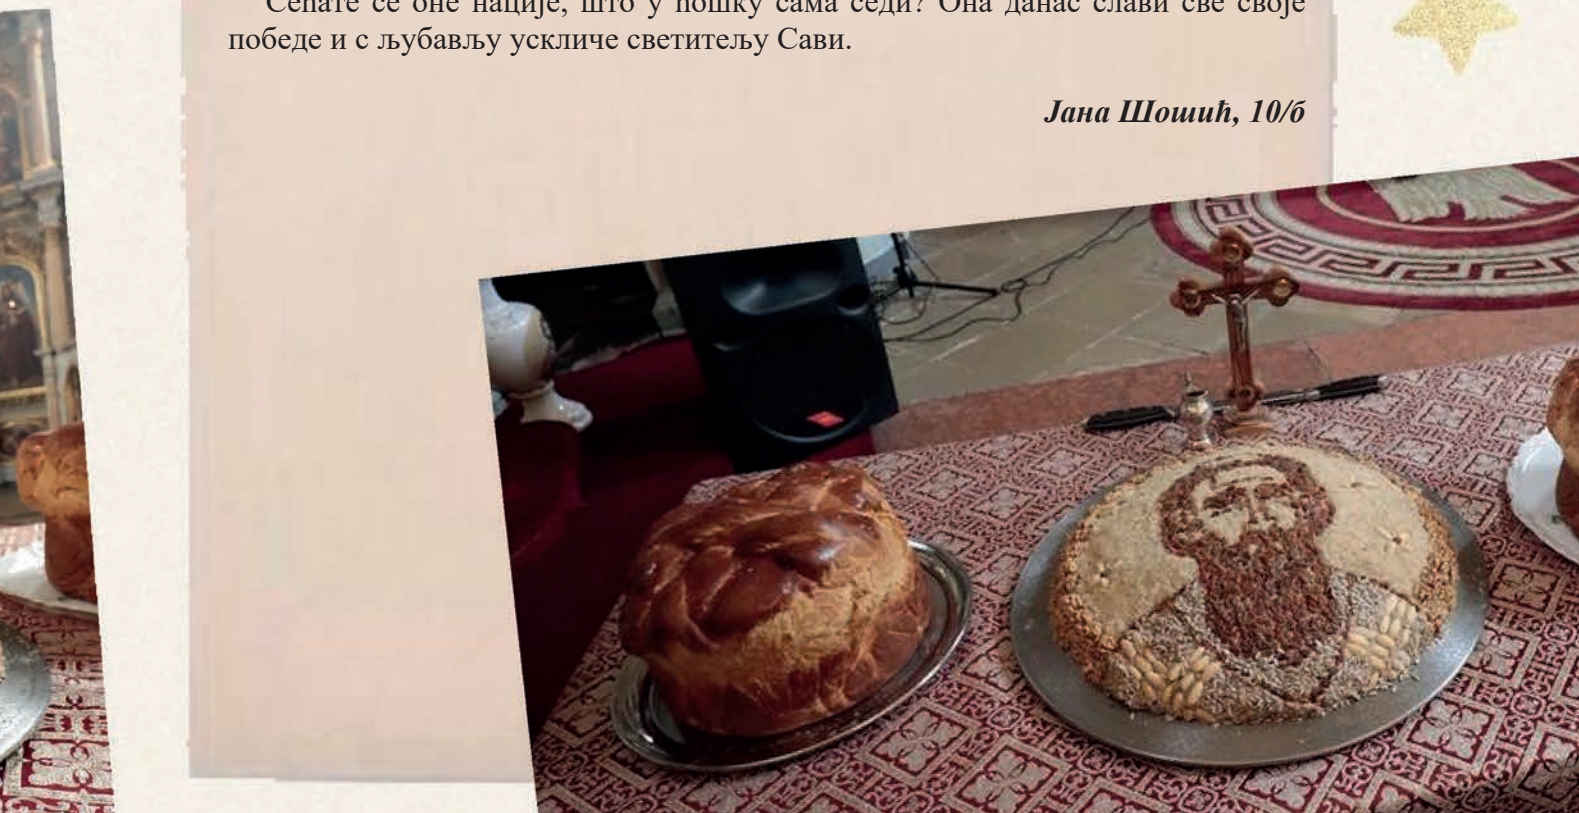 Сећате се оне нације, што у ћошку сама седи? Она данас слави све своје
победе и с љубављу ускличе светитељу Сави.
Јана Шошић, 10/б